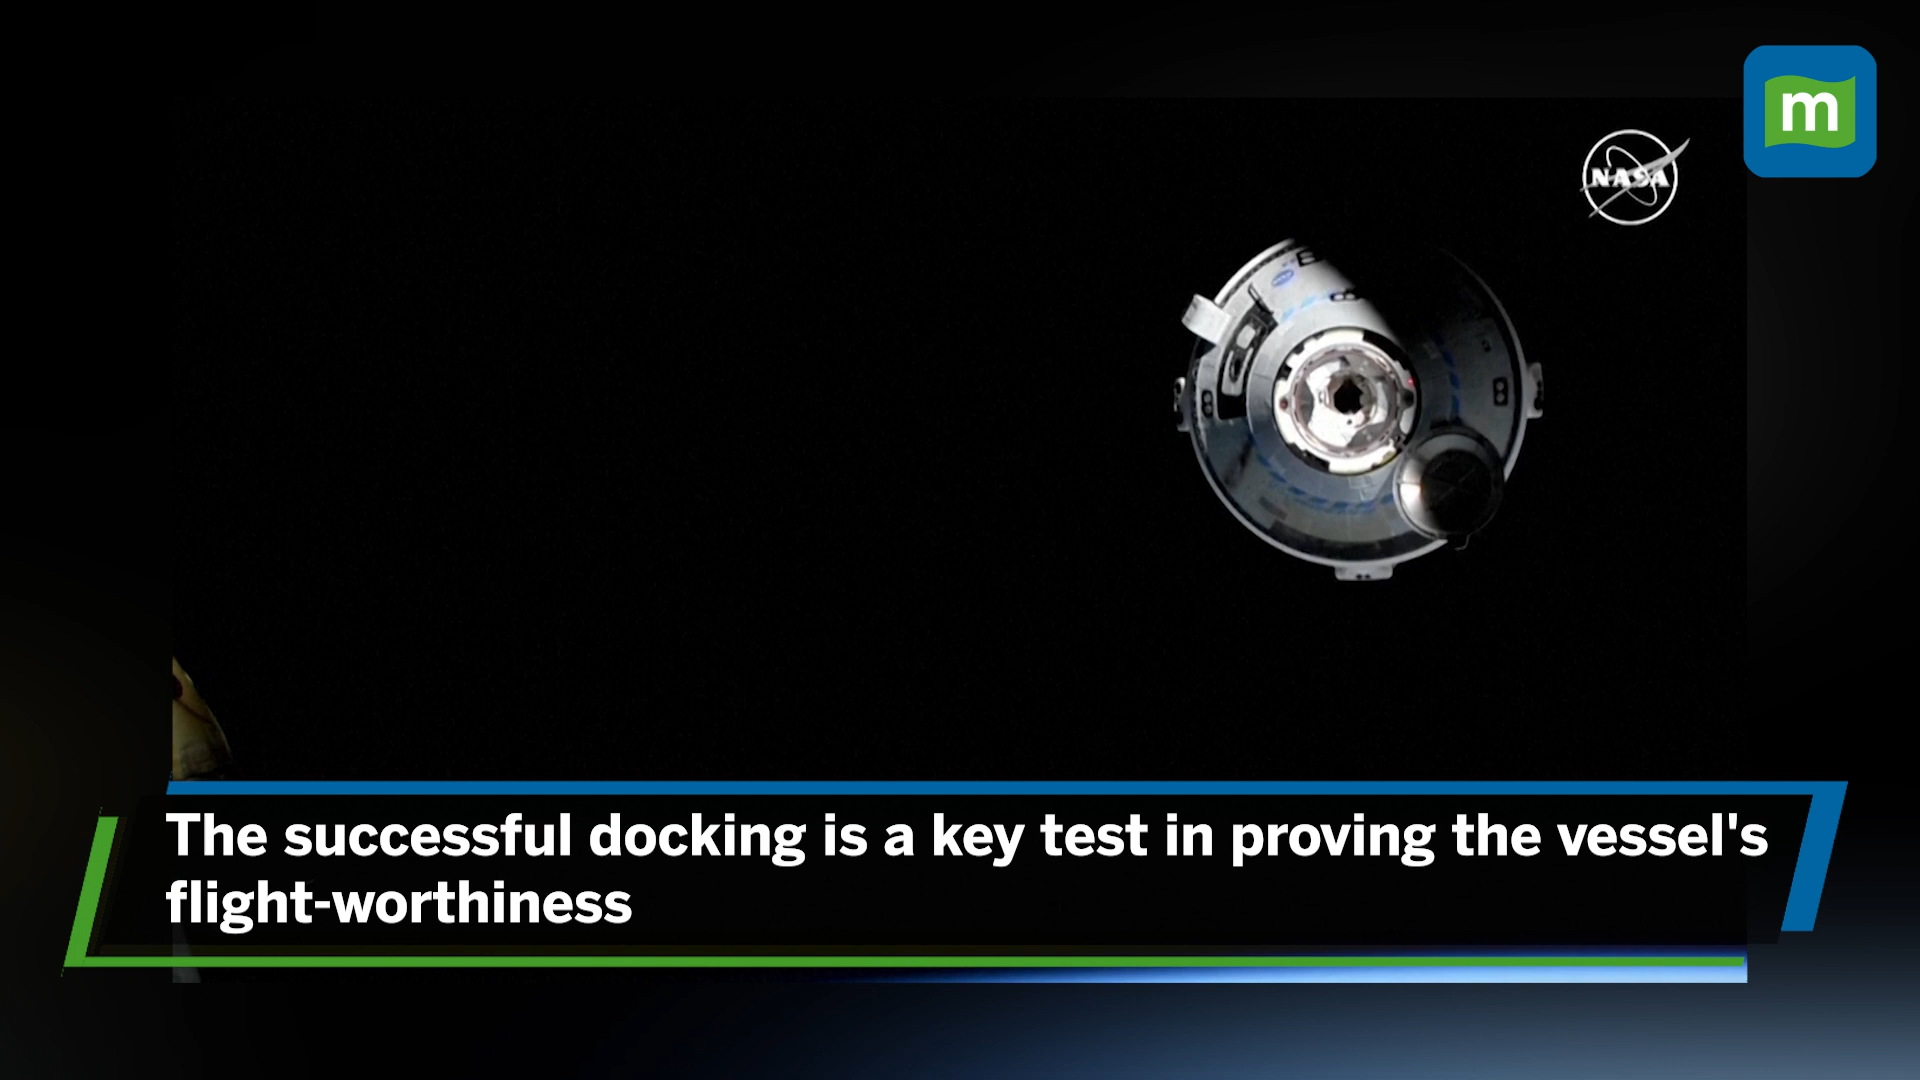 m
NASA
The successful docking is a key test in proving the vessel's
flight-worthiness